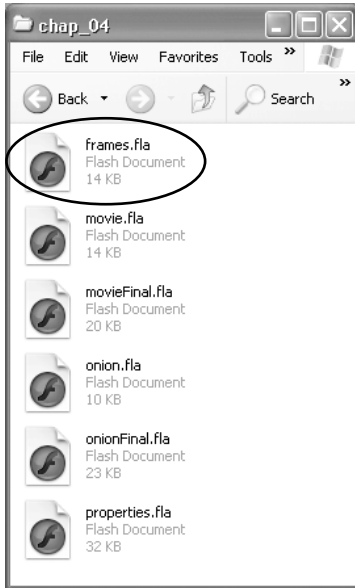 chap_04
File Edit View Favorites Tools »
Back Search »
frames.fla
Flash Document
14 KB
movie.fla
Flash Document
14 KB
movieFinal.fla
Flash Document
20 KB
onion.fla
Flash Document
10 KB
onionFinal.fla
Flash Document
23 KB
properties.fla
Flash Document
32 KB